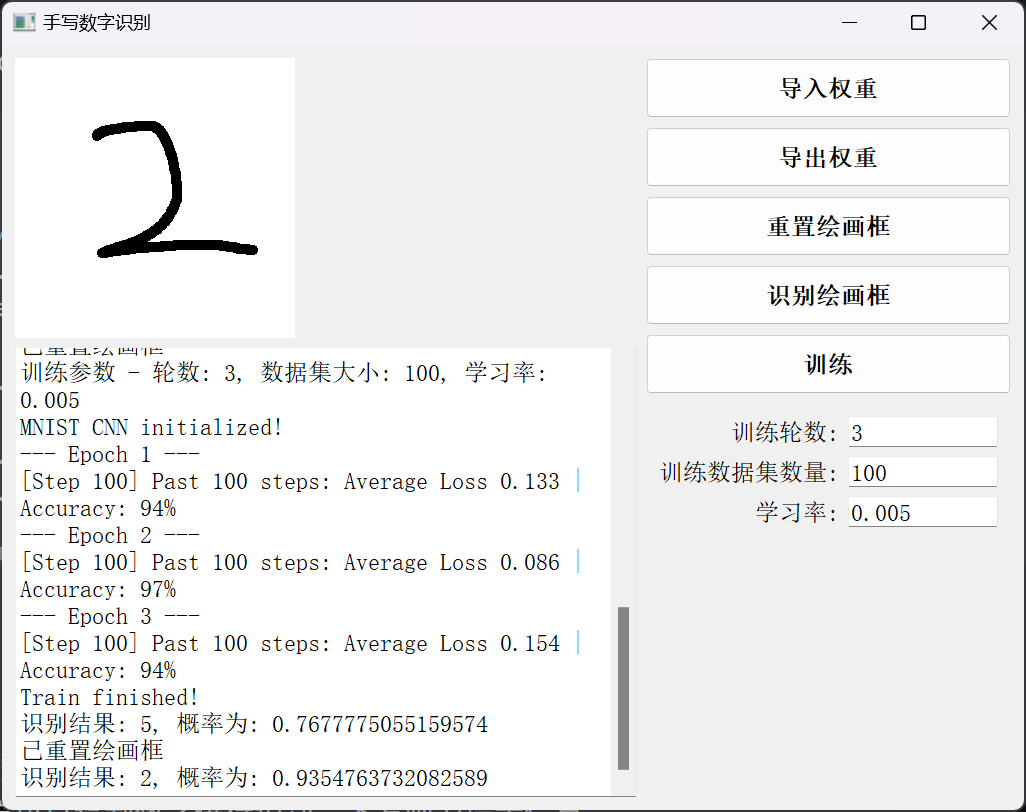 手写数字识别
2
已重置绘画框
训练参数 - 轮数: 3, 数据集大小: 100, 学习率:
0.005
MNIST CNN initialized!
--- Epoch 1 ---
[Step 100] Past 100 steps: Average Loss 0.133 |
Accuracy: 94%
--- Epoch 2 ---
[Step 100] Past 100 steps: Average Loss 0.086 |
Accuracy: 97%
--- Epoch 3 ---
[Step 100] Past 100 steps: Average Loss 0.154 |
Accuracy: 94%
Train finished!
识别结果: 5, 概率为: 0.7677775055159574
已重置绘画框
识别结果: 2, 概率为: 0.9354763732082589
导入权重
导出权重
重置绘画框
识别绘画框
训练
训练轮数: 3
训练数据集数量: 100
学习率: 0.005